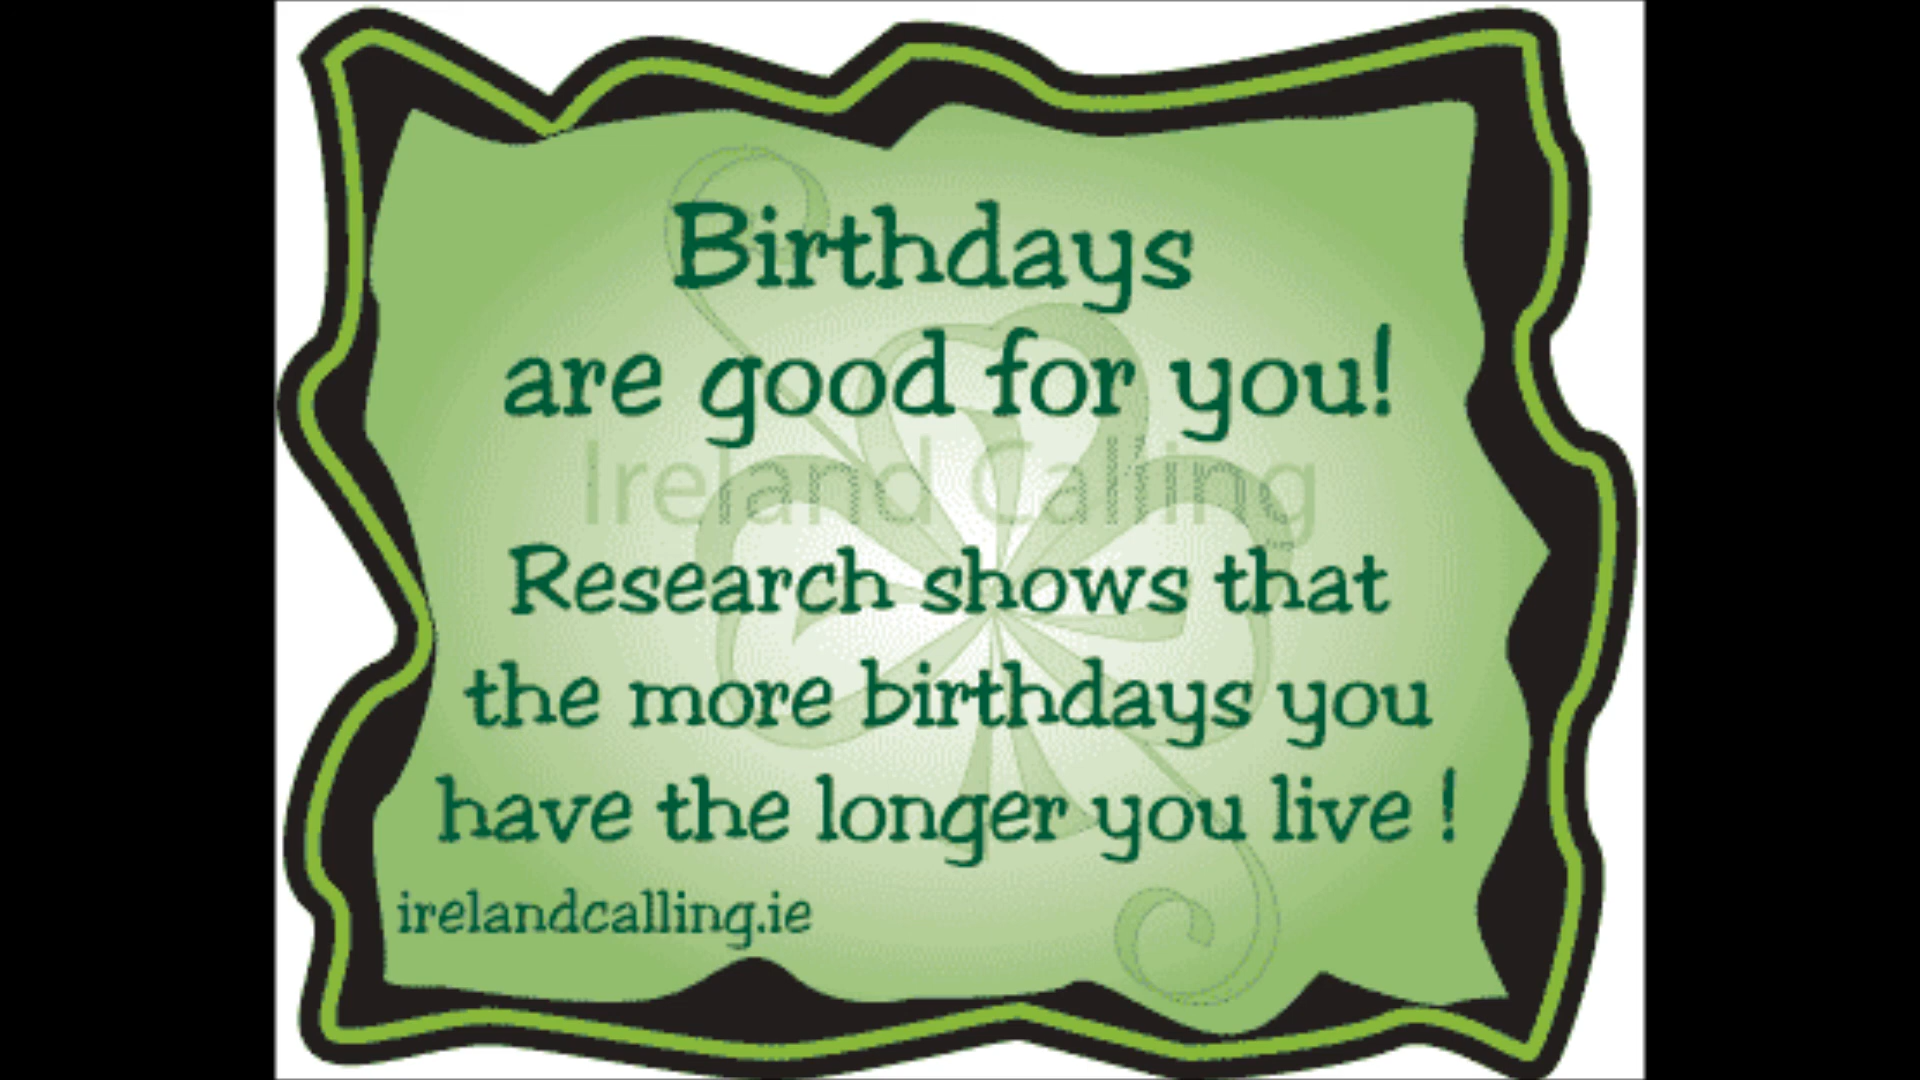 Birthdays
are good for you!
Ireland Calling
Research shows that
the more birthdays you
have the longer you live !
irelandcalling.ie